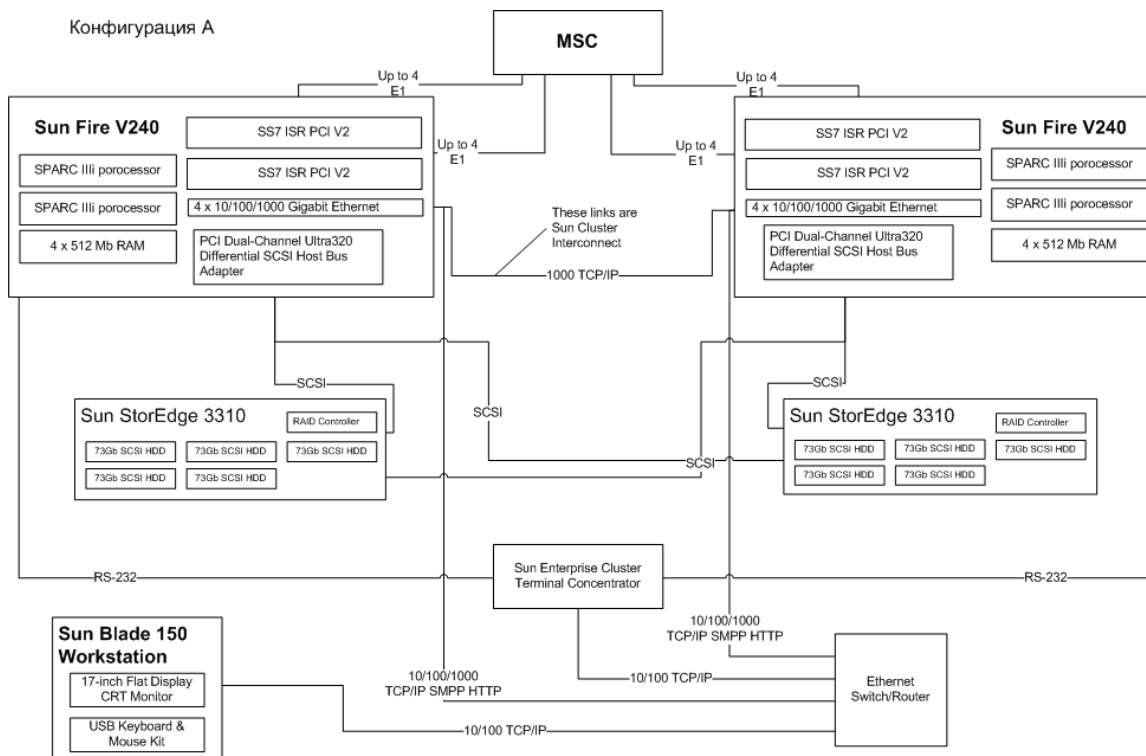 Конфигурация А
MSC
Up to 4
E1
Up to 4
E1
Sun Fire V240
SS7 ISR PCI V2
SPARC IIIi porocessor
SS7 ISR PCI V2
SPARC IIIi porocessor
4 x 10/100/1000 Gigabit Ethernet
4 x 512 Mb RAM
PCI Dual-Channel Ultra320
Differential SCSI Host Bus
Adapter
Up to 4
E1
Up to 4
E1
Sun Fire V240
SS7 ISR PCI V2
SPARC IIIi porocessor
SS7 ISR PCI V2
SPARC IIIi porocessor
4 x 10/100/1000 Gigabit Ethernet
4 x 512 Mb RAM
PCI Dual-Channel Ultra320
Differential SCSI Host Bus
Adapter
These links are
Sun Cluster
Interconnect
1000 TCP/IP
SCSI
SCSI
SCSI
SCSI
Sun StorEdge 3310
RAID Controller
73Gb SCSI HDD
73Gb SCSI HDD
73Gb SCSI HDD
73Gb SCSI HDD
73Gb SCSI HDD
Sun StorEdge 3310
RAID Controller
73Gb SCSI HDD
73Gb SCSI HDD
73Gb SCSI HDD
73Gb SCSI HDD
73Gb SCSI HDD
RS-232
Sun Enterprise Cluster
Terminal Concentrator
RS-232
Sun Blade 150
Workstation
17-inch Flat Display
CRT Monitor
USB Keyboard &
Mouse Kit
10/100/1000
TCP/IP SMPP HTTP
10/100/1000
TCP/IP SMPP HTTP
10/100 TCP/IP
10/100 TCP/IP
Ethernet
Switch/Router